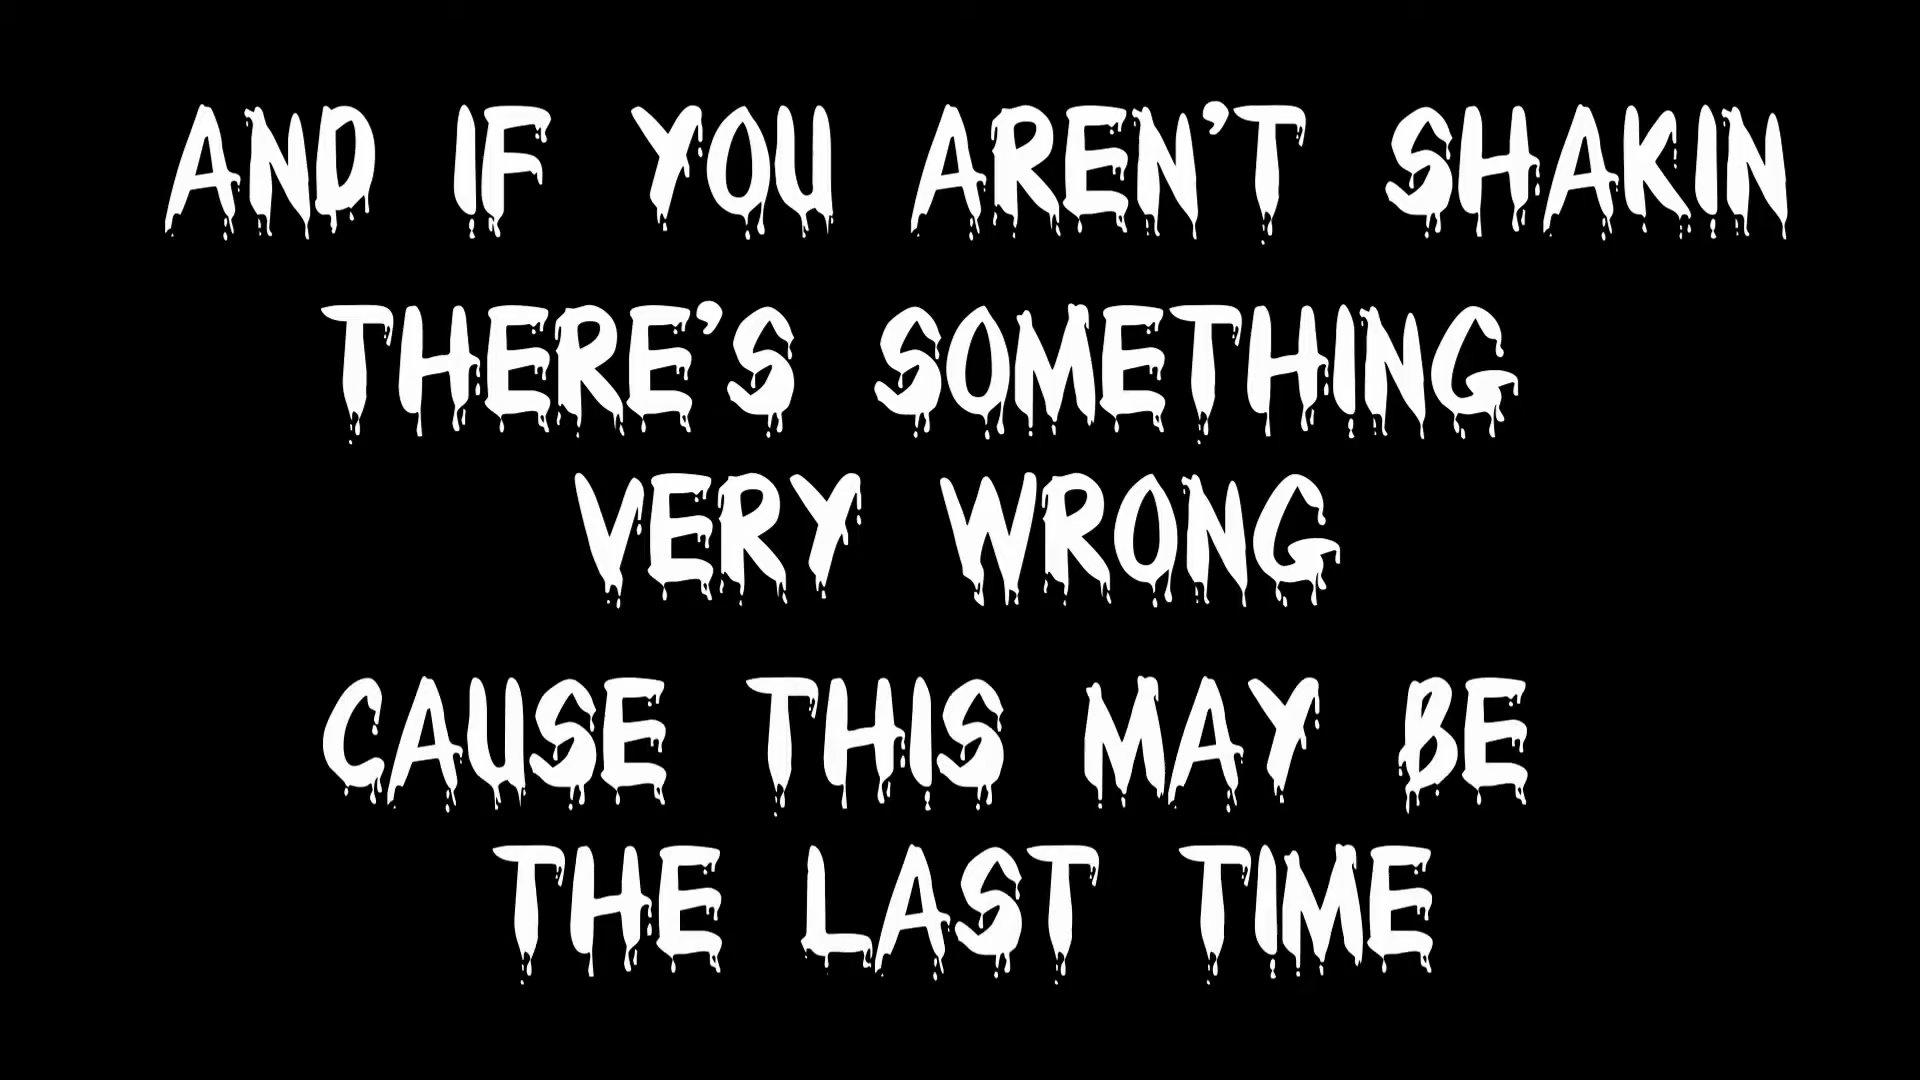 AND IF YOU AREN'T SHAKIN
THERE'S SOMETHING
VERY WRONG
CAUSE THIS MAY BE
THE LAST TIME